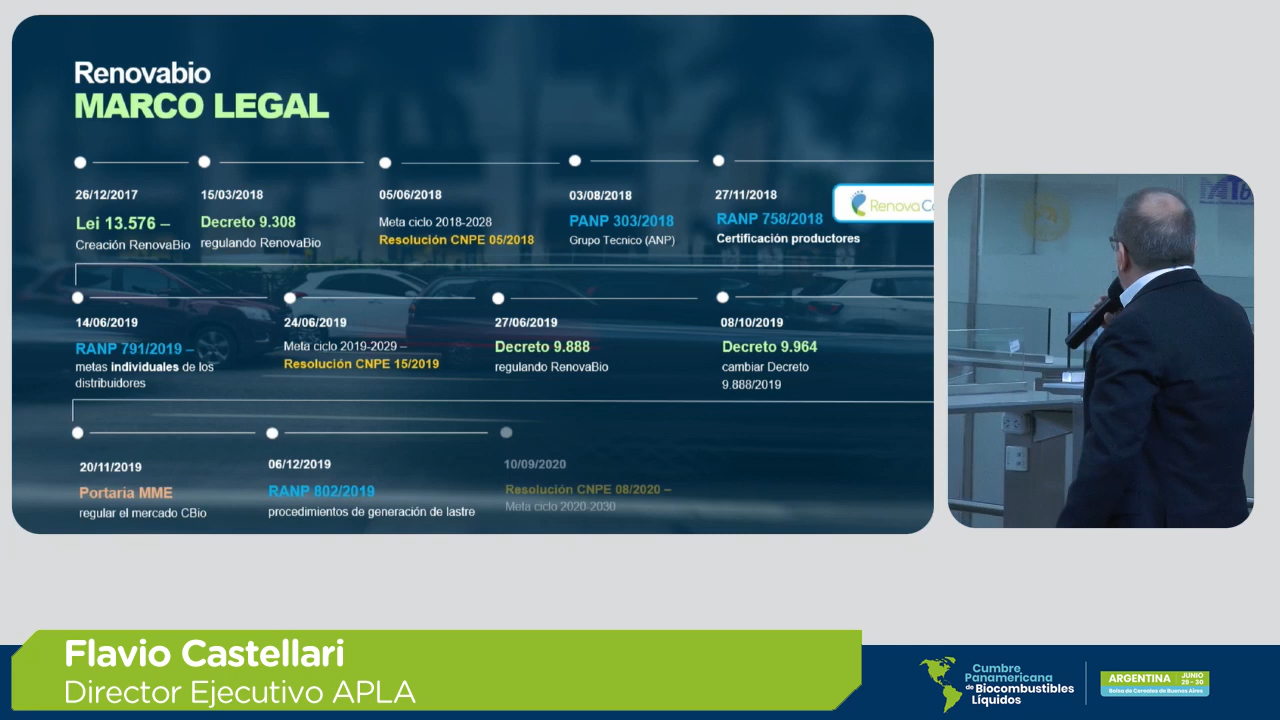 Renovabio
MARCO LEGAL
26/12/2017
Lei 13.576 –
Creación RenovaBio
15/03/2018
Decreto 9.308
regulando RenovaBio
05/06/2018
Meta ciclo 2018-2028
Resolución CNPE 05/2018
03/08/2018
PANP 303/2018
Grupo Tecnico (ANP)
27/11/2018
RANP 758/2018
Certificación productores
14/06/2019
RANP 791/2019 –
metas individuales de los
distribuidores
24/06/2019
Meta ciclo 2019-2029 –
Resolución CNPE 15/2019
27/06/2019
Decreto 9.888
regulando RenovaBio
08/10/2019
Decreto 9.964
cambiar Decreto
9.888/2019
20/11/2019
Portaria MME
regular el mercado CBio
06/12/2019
RANP 802/2019
procedimientos de generación de lastre
10/09/2020
Resolución CNPE 08/2020 –
Meta ciclo 2020-2030
Flavio Castellari
Director Ejecutivo APLA
Cumbre
Panamericana
de Biocombustibles
Líquidos
ARGENTINA
JUNIO
29 - 30
Bolsa de Cereales de Buenos Aires